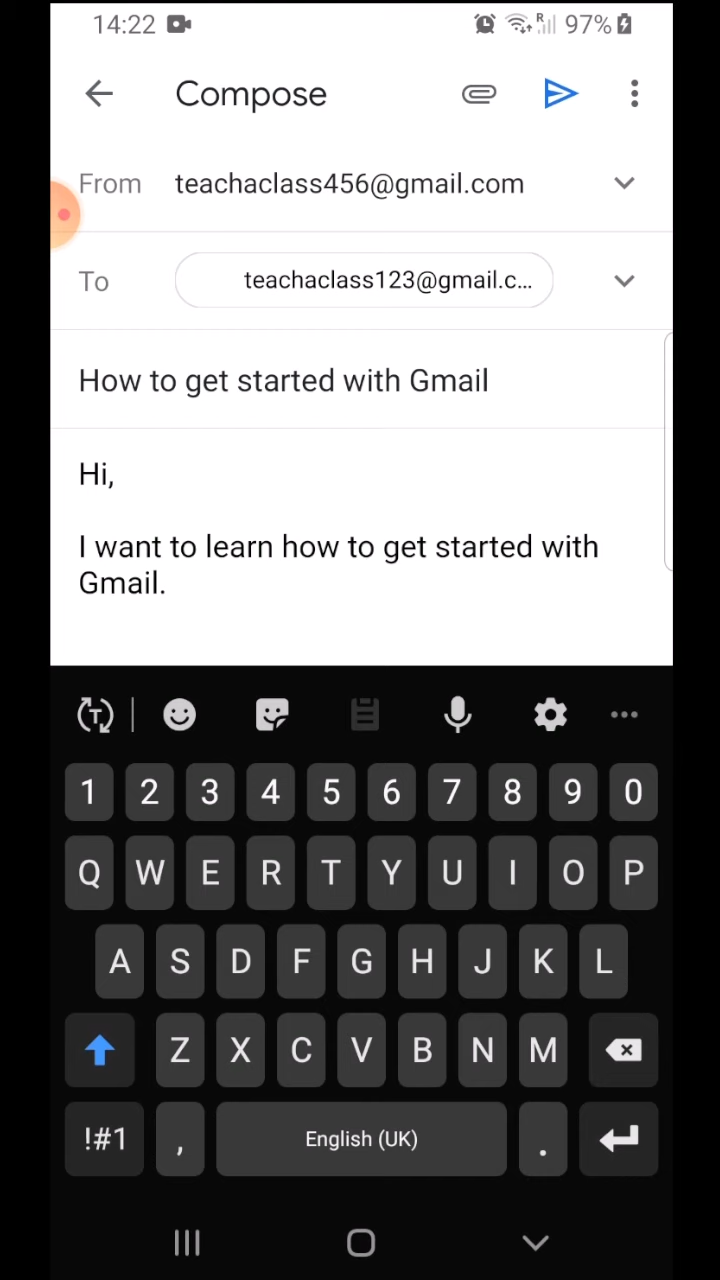 14:22 R 97%
Compose
From teachaclass456@gmail.com
To teachaclass123@gmail.c...
How to get started with Gmail
Hi,
I want to learn how to get started with
Gmail.
T
1 2 3 4 5 6 7 8 9 0
Q W E R T Y U I O P
A S D F G H J K L
Z X C V B N M
!#1 , English (UK) .